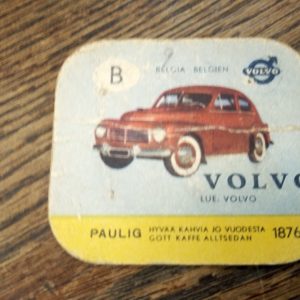 B
BELGIA BELGIEN
VOLVO
VOLVO
LUE. VOLVO
PAULIG HYVÄÄ KAHVIA JO VUODESTA 1876
GOTT KAFFE ALLTSEDAN